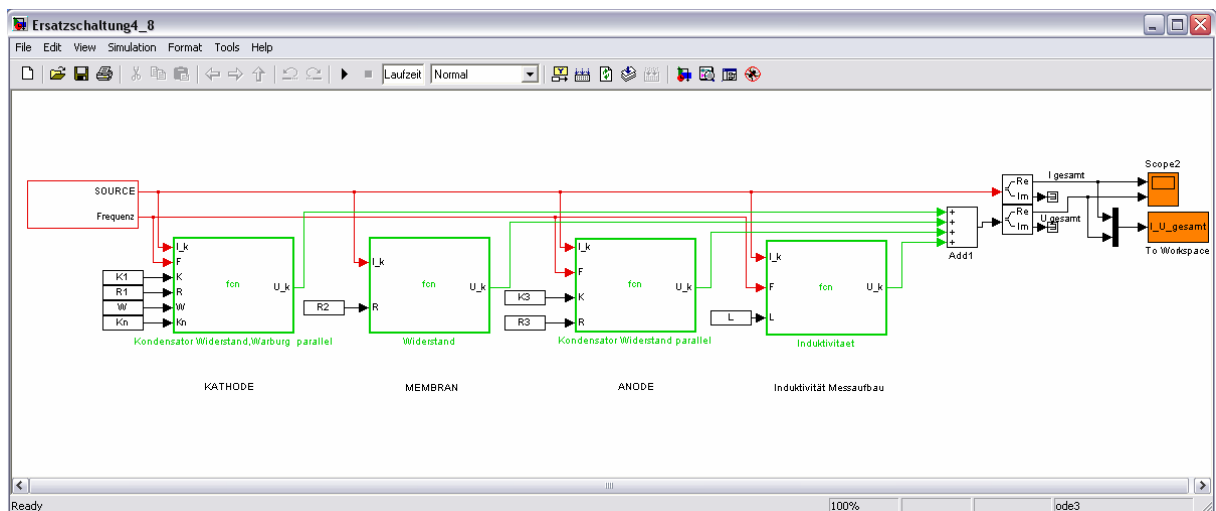 Ersatzschaltung4_8
File Edit View Simulation Format Tools Help
Laufzeit Normal
SOURCE
Frequenz
I_k
F
K
R
W
Kn
fcn
U_k
K1
R1
W
Kn
Kondensator Widerstand,Warburg parallel
KATHODE
I_k
R
fcn
U_k
R2
Widerstand
MEMBRAN
I_k
F
K
R
fcn
U_k
K3
R3
Kondensator Widerstand parallel
ANODE
I_k
F
L
fcn
U_k
L
Induktivitaet
Induktivität Messaufbau
+
+
+
+
Add1
Re
Im
I gesamt
Re
Im
U gesamt
Scope2
I_U_gesamt
To Workspace
Ready 100% ode3